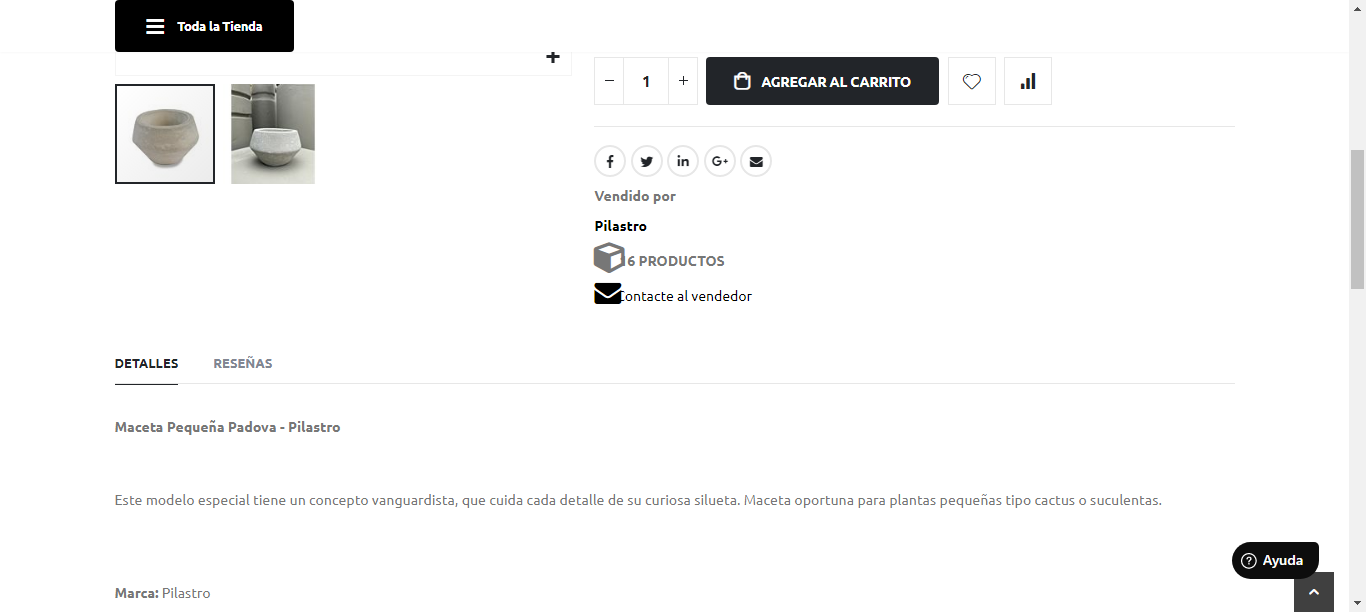 Toda la Tienda
1
AGREGAR AL CARRITO
Vendido por
Pilastro
6 PRODUCTOS
Contacte al vendedor
DETALLES RESEÑAS
Maceta Pequeña Padova - Pilastro
Este modelo especial tiene un concepto vanguardista, que cuida cada detalle de su curiosa silueta. Maceta oportuna para plantas pequeñas tipo cactus o suculentas.
Ayuda
Marca: Pilastro